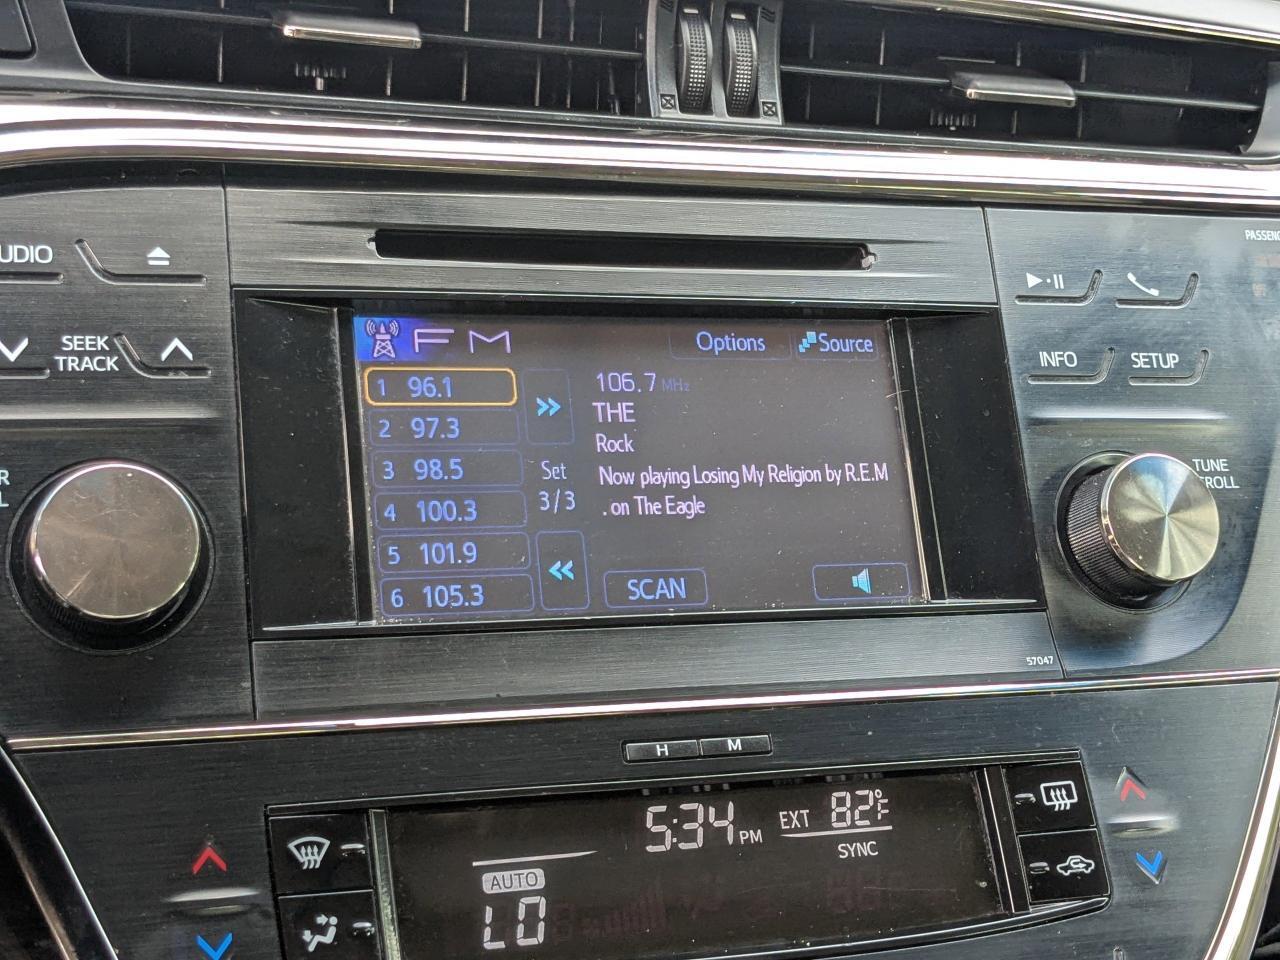 PASSENG
UDIO
SEEK
TRACK
INFO
SETUP
TUNE
FM
Options
Source
1 96.1
2 97.3
3 98.5
4 100.3
5 101.9
6 105.3
Set
3/3
106.7 MHz
THE
Rock
Now playing Losing My Religion by R.E.M
. on The Eagle
SCAN
57047
H
M
5:34 PM
EXT 82°F
SYNC
AUTO
LO